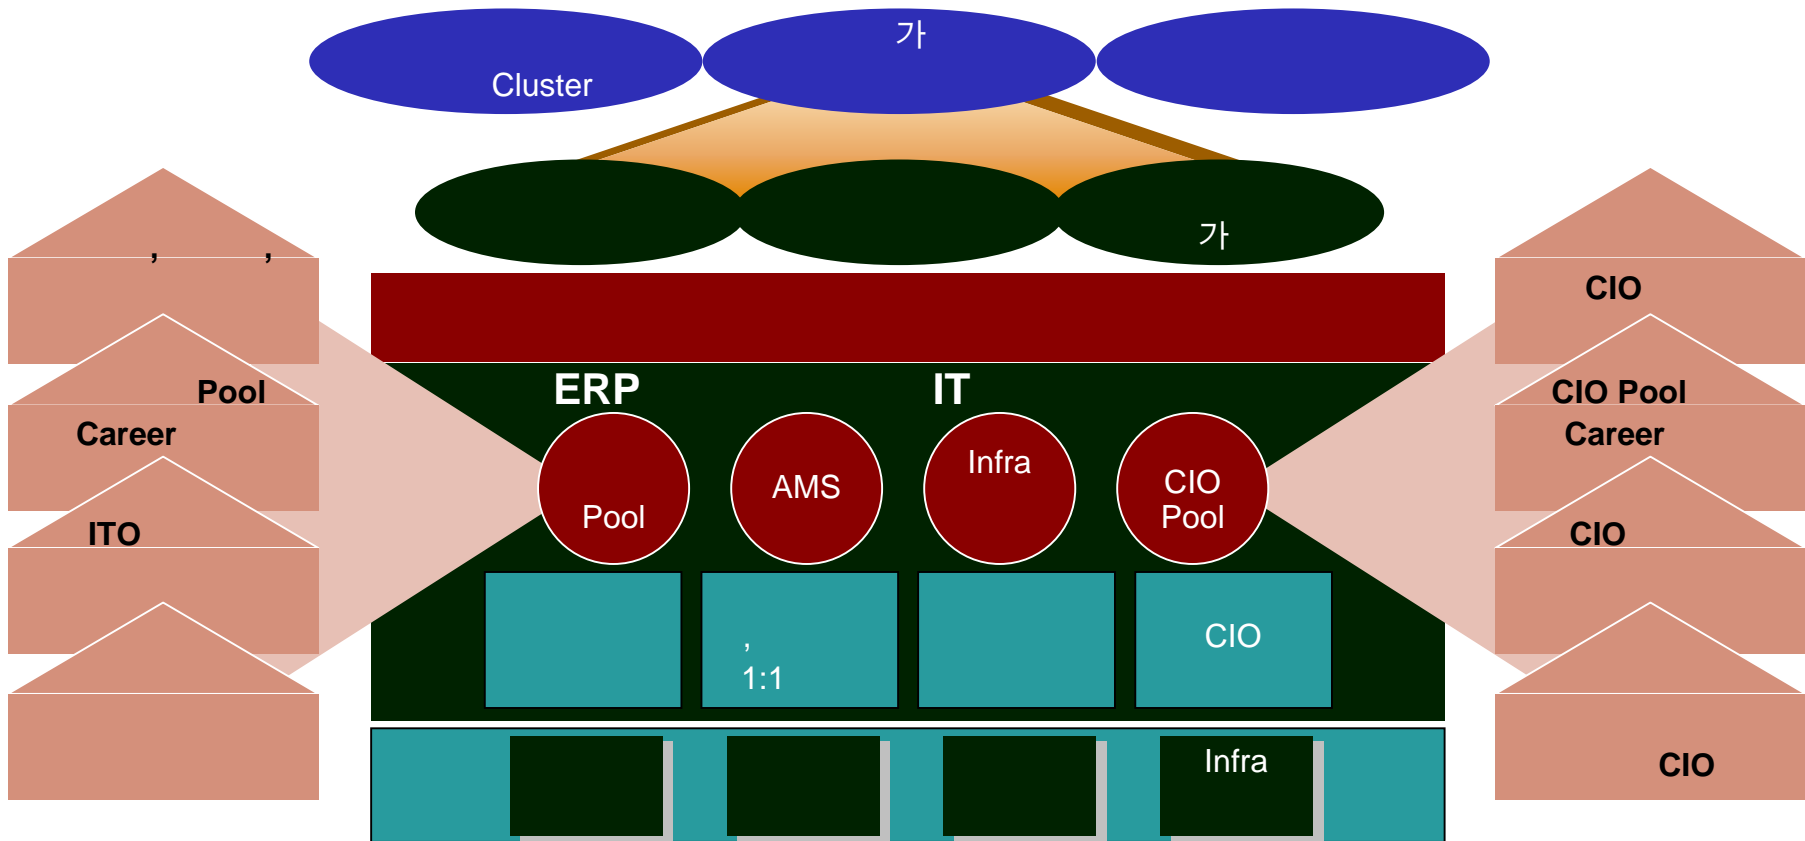 가
Cluster
가
, ,
Pool
Career
ITO
ERP IT
Pool
AMS
Infra
CIO
Pool
,
1:1
CIO
Infra
CIO
CIO Pool
Career
CIO
CIO